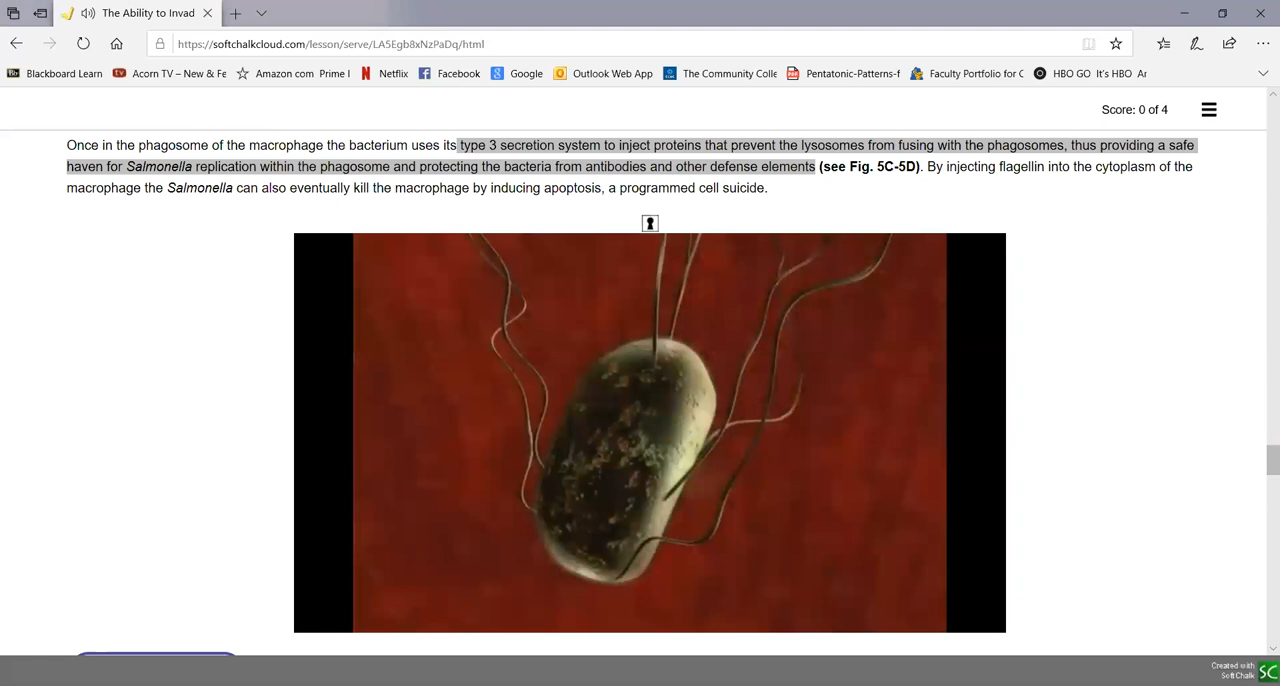 The Ability to Invad
https://softchalkcloud.com/lesson/serve/LA5Egb8xNzPaDq/html
Blackboard Learn Acorn TV – New & Fe Amazon com Prime I Netflix Facebook Google Outlook Web App The Community Colle Pentatonic-Patterns-f Faculty Portfolio for C HBO GO It's HBO Ar
Score: 0 of 4
Once in the phagosome of the macrophage the bacterium uses its type 3 secretion system to inject proteins that prevent the lysosomes from fusing with the phagosomes, thus providing a safe
haven for Salmonella replication within the phagosome and protecting the bacteria from antibodies and other defense elements (see Fig. 5C-5D). By injecting flagellin into the cytoplasm of the
macrophage the Salmonella can also eventually kill the macrophage by inducing apoptosis, a programmed cell suicide.
Created with
SoftChalk
SC